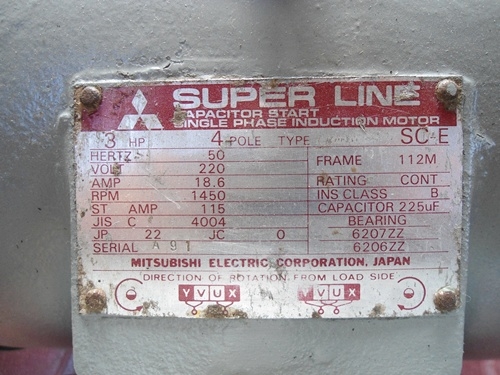 SUPER LINE
CAPACITOR START
SINGLE PHASE INDUCTION MOTOR
3 HP 4 POLE TYPE SC-E
HERTZ 50
VOLT 220
AMP 18.6
RPM 1450
ST AMP 115
JIS C 4004
JP 22 JC 0
SERIAL A91
FRAME 112M
RATING CONT
INS CLASS B
CAPACITOR 225uF
BEARING
6207ZZ
6206ZZ
MITSUBISHI ELECTRIC CORPORATION, JAPAN
DIRECTION OF ROTATION FROM LOAD SIDE
YVUX YVUX